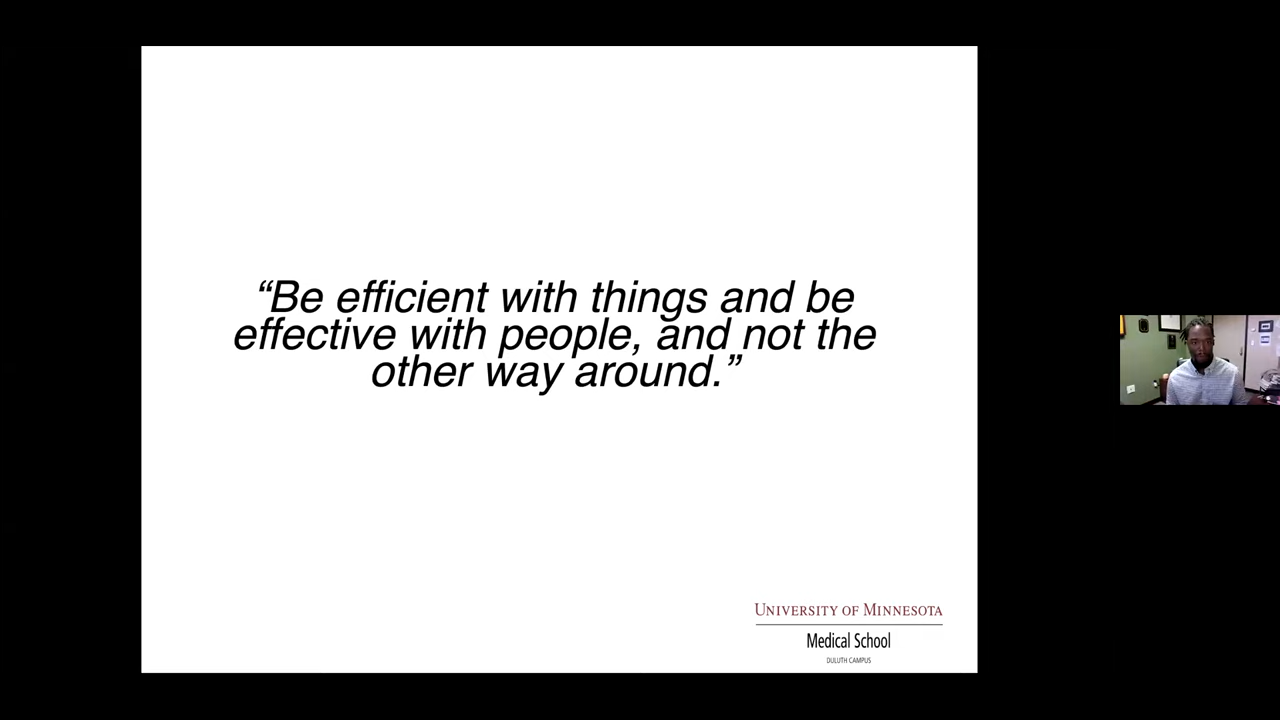 “Be efficient with things and be
effective with people, and not the
other way around.”
UNIVERSITY OF MINNESOTA
Medical School
DULUTH CAMPUS